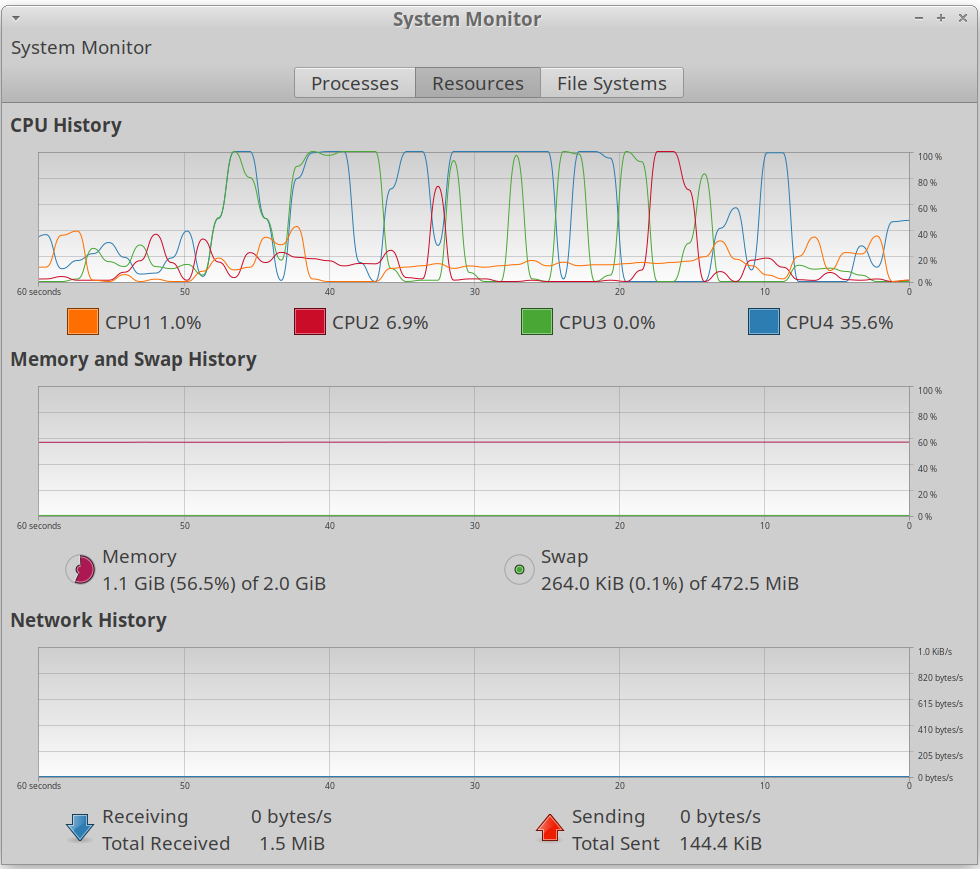 System Monitor
System Monitor
Processes Resources File Systems
CPU History
100 %
80 %
60 %
40 %
20 %
0 %
60 seconds 50 40 30 20 10 0
CPU1 1.0% CPU2 6.9% CPU3 0.0% CPU4 35.6%
Memory and Swap History
100 %
80 %
60 %
40 %
20 %
0 %
60 seconds 50 40 30 20 10 0
Memory Swap
1.1 GiB (56.5%) of 2.0 GiB 264.0 KiB (0.1%) of 472.5 MiB
Network History
1.0 KiB/s
820 bytes/s
615 bytes/s
410 bytes/s
205 bytes/s
0 bytes/s
60 seconds 50 40 30 20 10 0
Receiving 0 bytes/s Sending 0 bytes/s
Total Received 1.5 MiB Total Sent 144.4 KiB